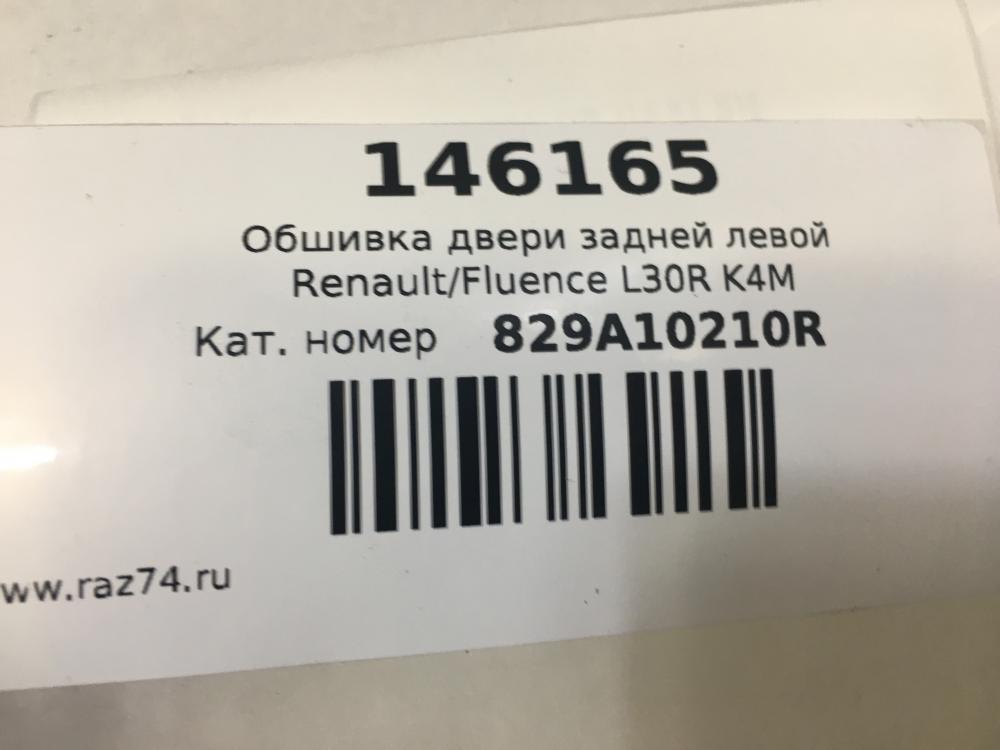 146165
Обшивка двери задней левой
Renault/Fluence L30R K4M
Кат. номер 829A10210R
ww.raz74.ru